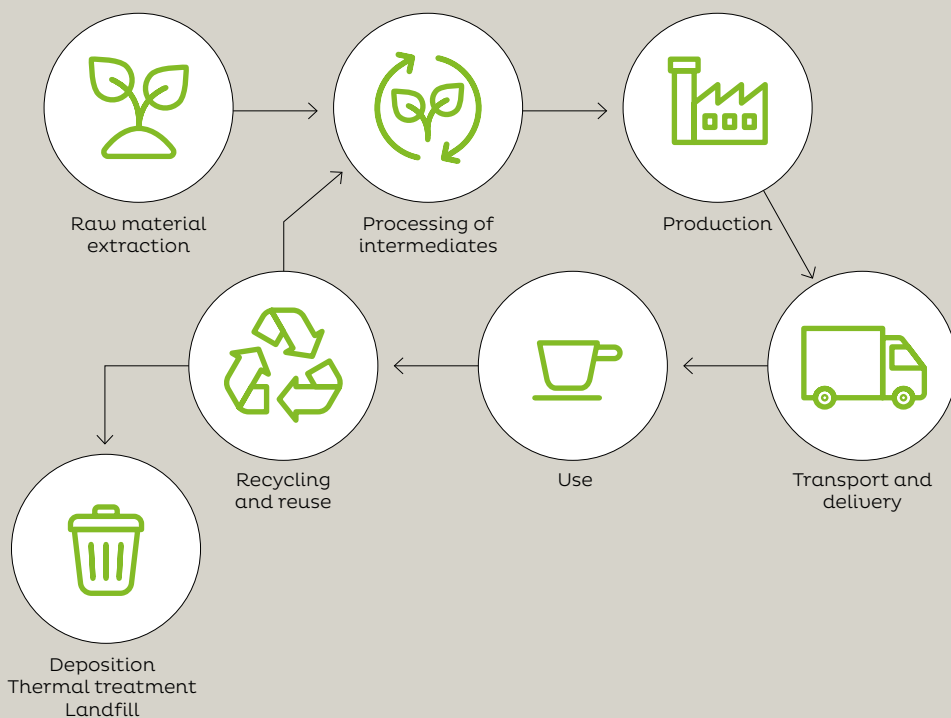 Raw material
extraction
Processing of
intermediates
Production
Recycling
and reuse
Use
Transport and
delivery
Deposition
Thermal treatment
Landfill